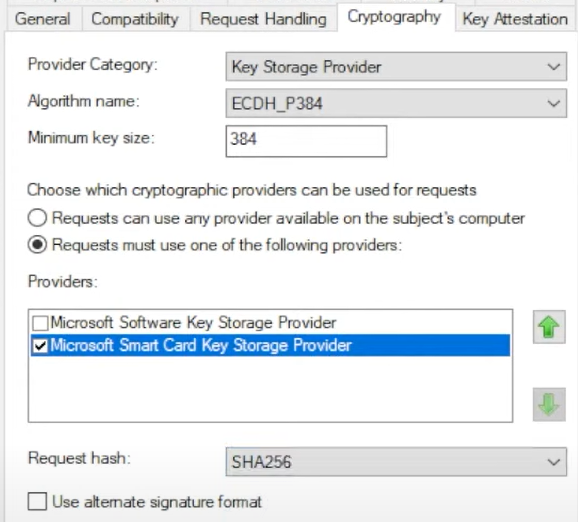 General Compatibility Request Handling Cryptography Key Attestation
Provider Category: Key Storage Provider
Algorithm name: ECDH_P384
Minimum key size: 384
Choose which cryptographic providers can be used for requests
Requests can use any provider available on the subject's computer
Requests must use one of the following providers:
Providers:
Microsoft Software Key Storage Provider
Microsoft Smart Card Key Storage Provider
Request hash: SHA256
Use alternate signature format